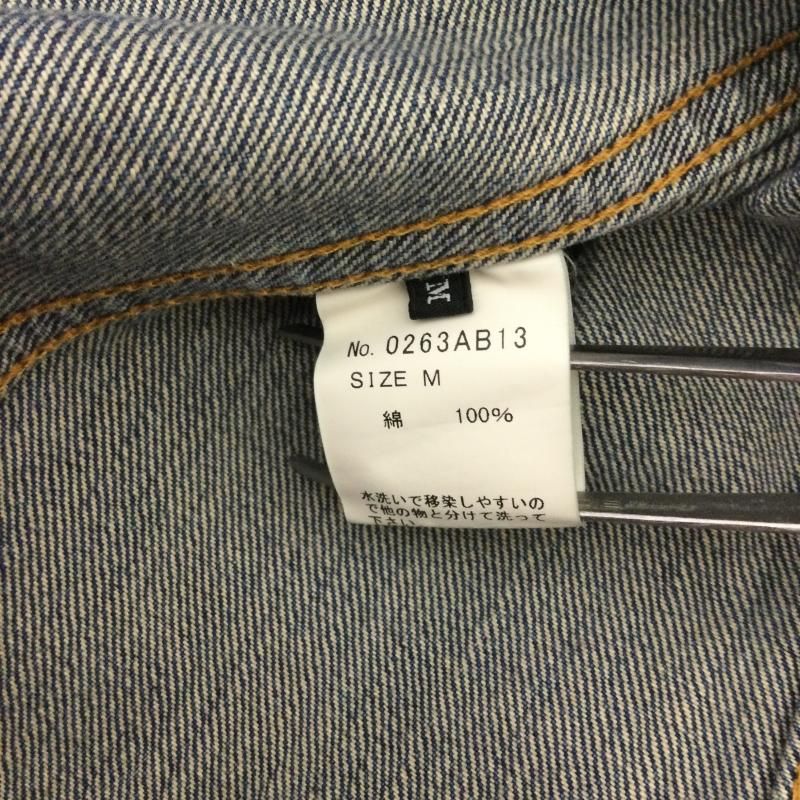 M
No. 0263AB13
SIZE M
綿 100%
水洗いで移染しやすいの
で他の物と分けて洗って
下さい